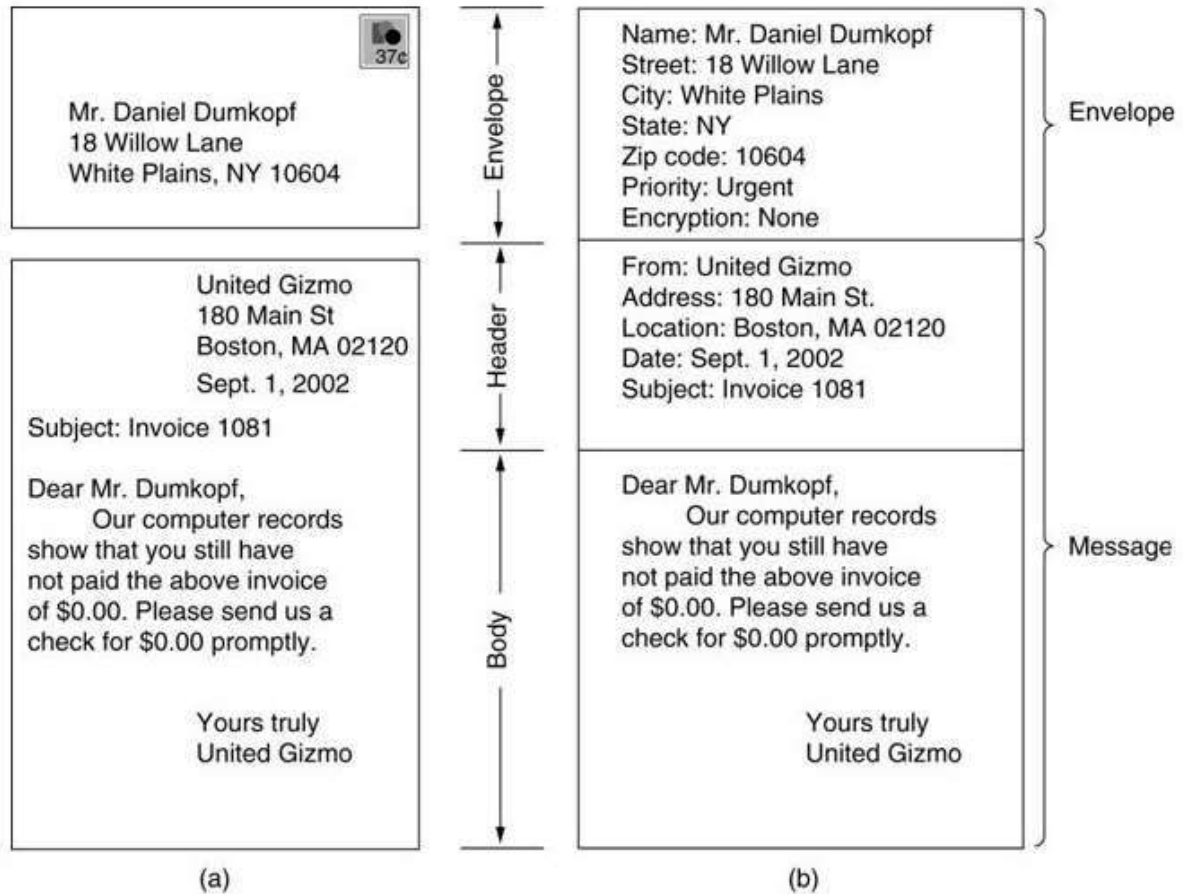 37¢
Mr. Daniel Dumkopf
18 Willow Lane
White Plains, NY 10604
United Gizmo
180 Main St
Boston, MA 02120
Sept. 1, 2002
Subject: Invoice 1081
Dear Mr. Dumkopf,
Our computer records
show that you still have
not paid the above invoice
of $0.00. Please send us a
check for $0.00 promptly.
Yours truly
United Gizmo
(a)
Envelope
Header
Body
Name: Mr. Daniel Dumkopf
Street: 18 Willow Lane
City: White Plains
State: NY
Zip code: 10604
Priority: Urgent
Encryption: None
From: United Gizmo
Address: 180 Main St.
Location: Boston, MA 02120
Date: Sept. 1, 2002
Subject: Invoice 1081
Dear Mr. Dumkopf,
Our computer records
show that you still have
not paid the above invoice
of $0.00. Please send us a
check for $0.00 promptly.
Yours truly
United Gizmo
(b)
Envelope
Message